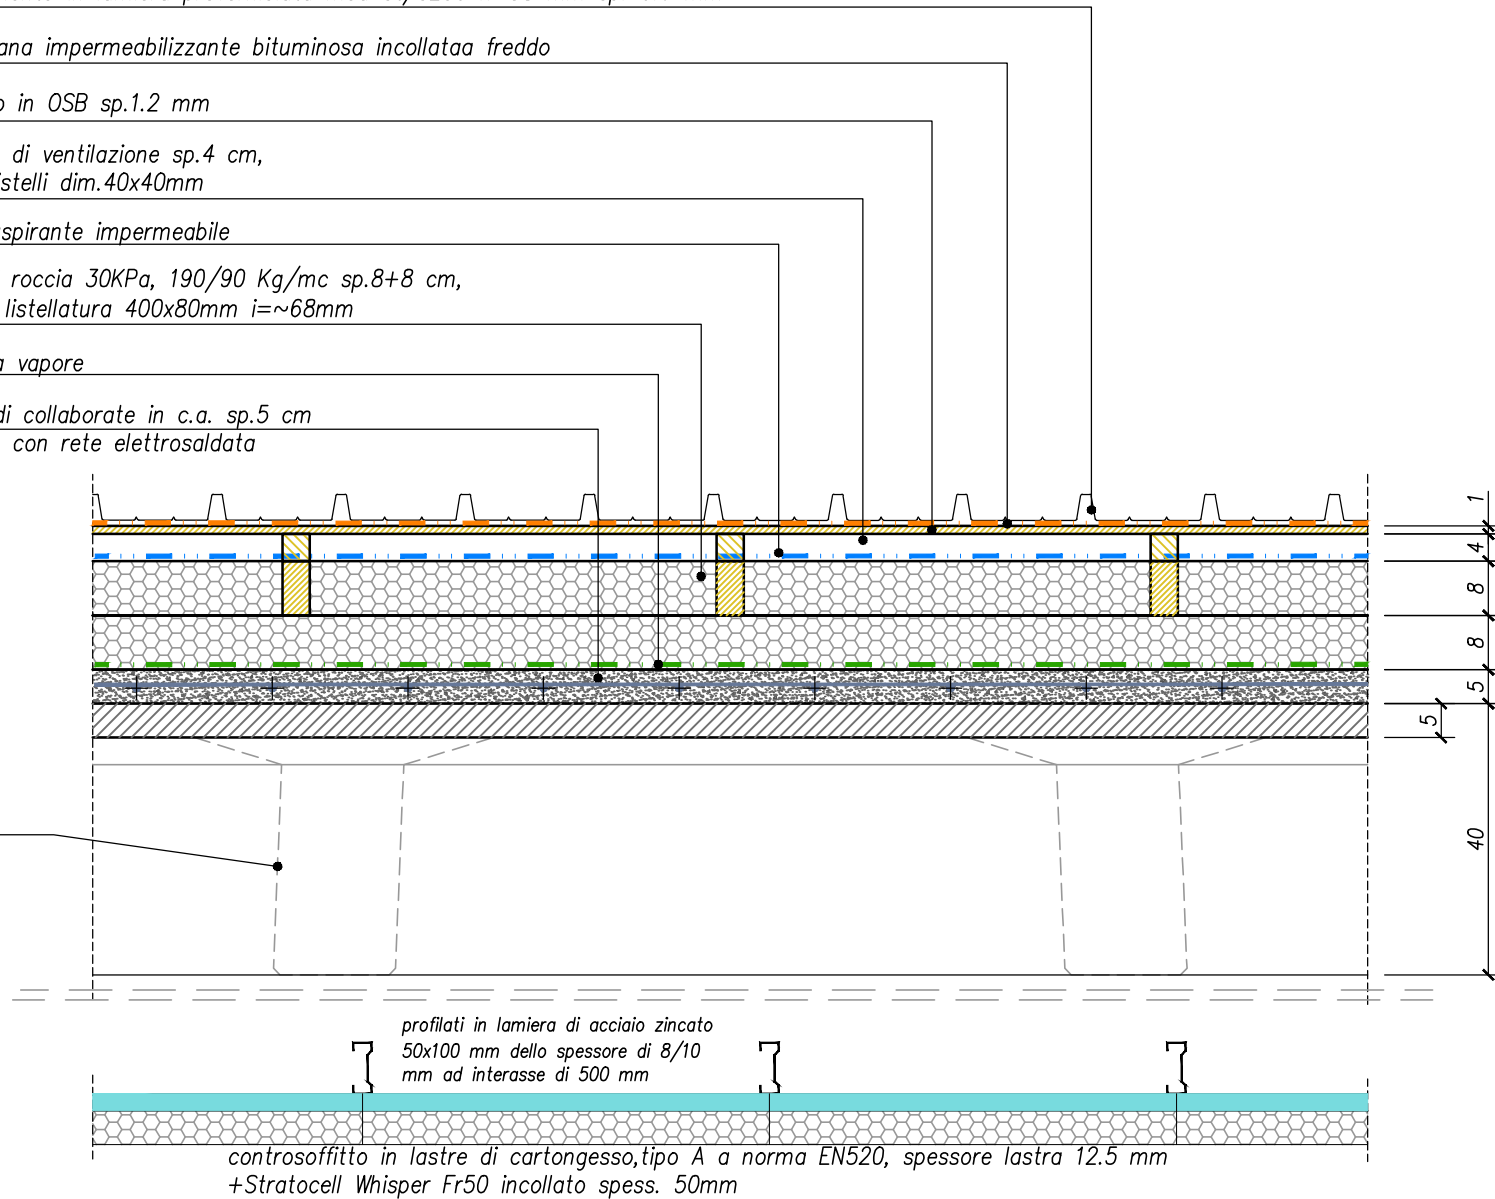 impermeabilizzante bituminosa incollataa freddo
in OSB sp.1.2 mm
di ventilazione sp.4 cm,
dim.40x40mm
impermeabile
roccia 30KPa, 190/90 Kg/mc sp.8+8 cm,
listellatura 400x80mm i=~68mm
vapore
di collaborate in c.a. sp.5 cm
con rete elettrosaldata
1
4
8
8
5
5
40
profilati in lamiera di acciaio zincato
50x100 mm dello spessore di 8/10
mm ad interasse di 500 mm
controsoffitto in lastre di cartongesso,tipo A a norma EN520, spessore lastra 12.5 mm
+Stratocell Whisper Fr50 incollato spess. 50mm